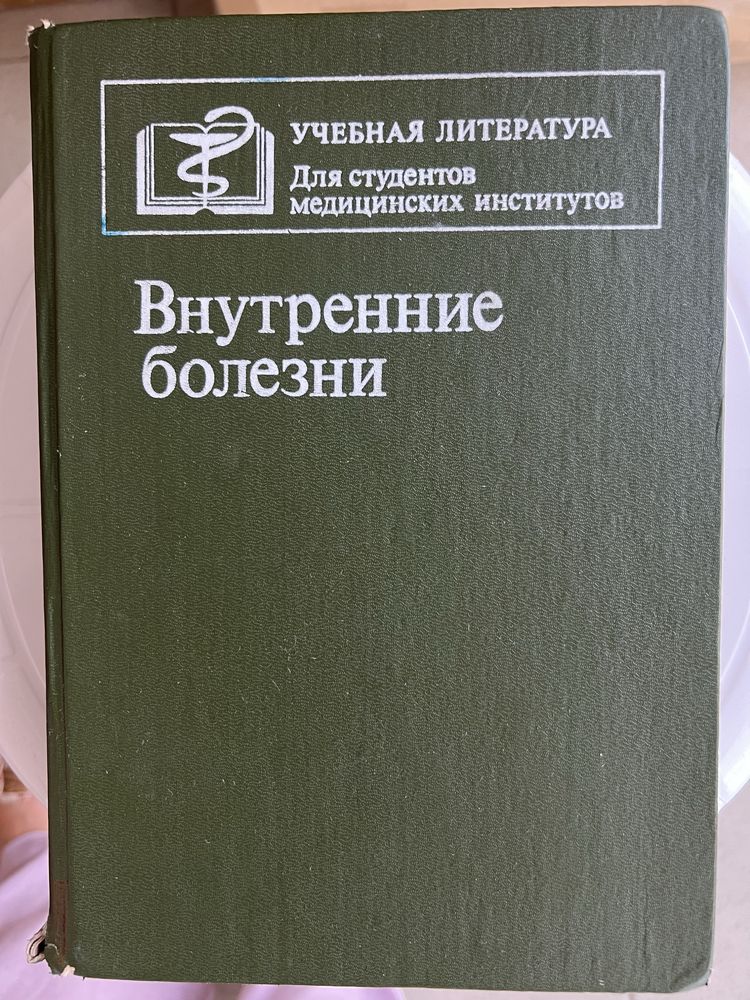 УЧЕБНАЯ ЛИТЕРАТУРА
Для студентов
медицинских институтов
Внутренние
болезни